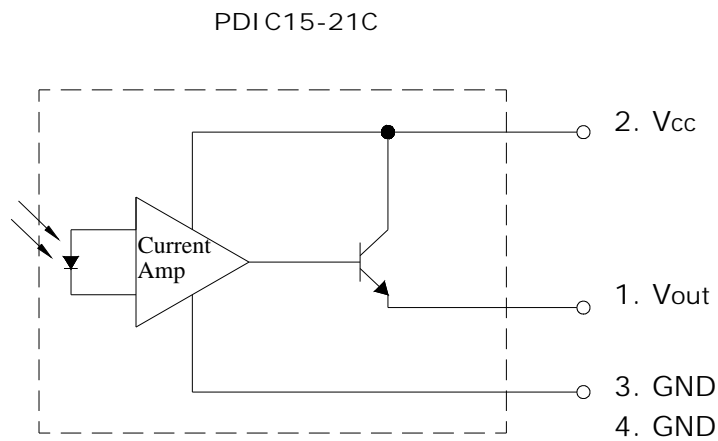 PDIC15-21C
2. Vcc
Current
Amp
1. Vout
3. GND
4. GND